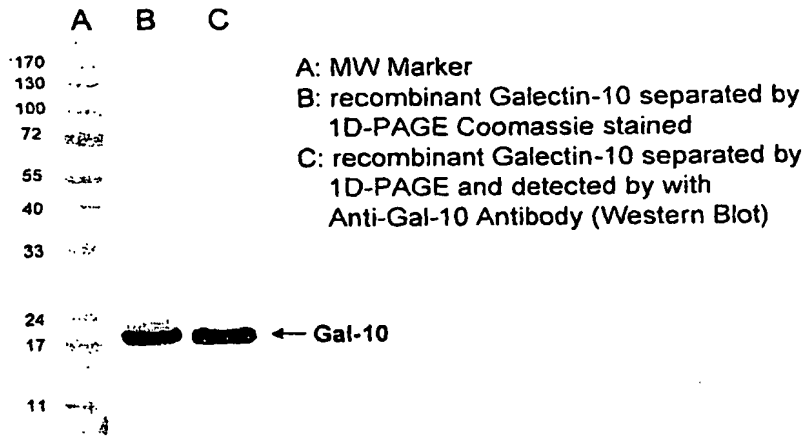 A B C
170
130
100
72
55
40
33
24
17
11
A: MW Marker
B: recombinant Galectin-10 separated by
1D-PAGE Coomassie stained
C: recombinant Galectin-10 separated by
1D-PAGE and detected by with
Anti-Gal-10 Antibody (Western Blot)
← Gal-10